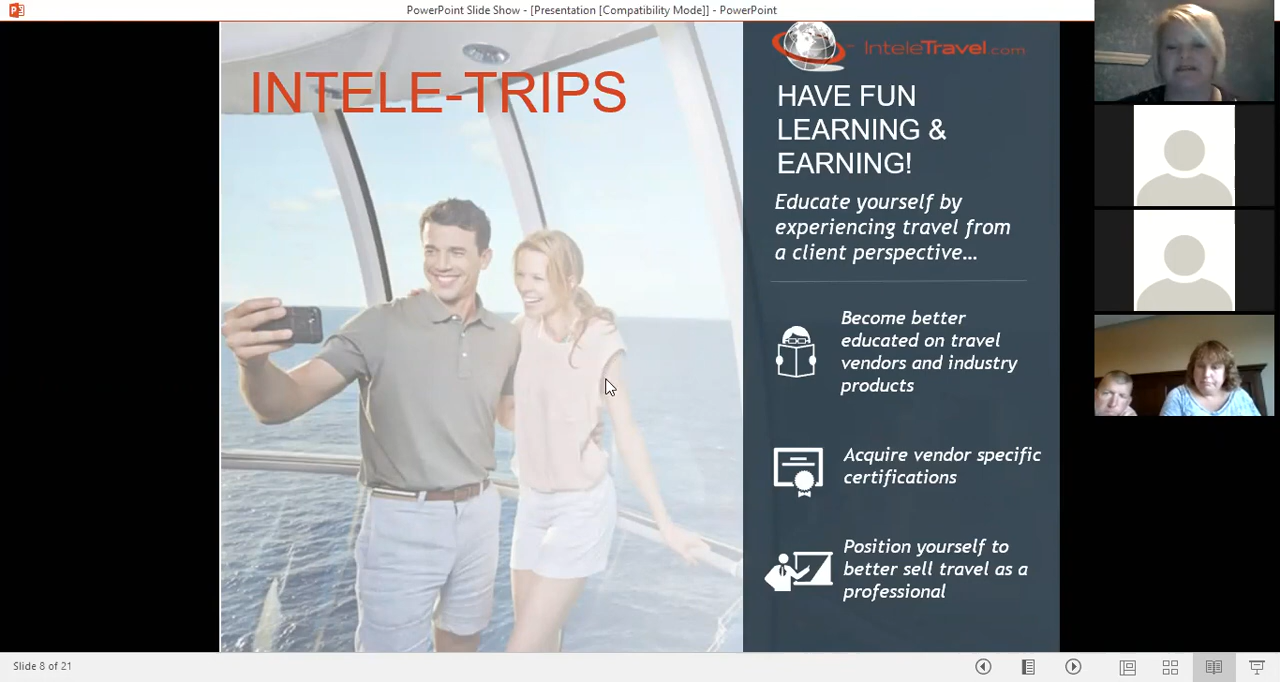 PowerPoint Slide Show - [Presentation [Compatibility Mode]] - PowerPoint
INTELE-TRIPS
InteleTravel.com
HAVE FUN
LEARNING &
EARNING!
Educate yourself by
experiencing travel from
a client perspective...
Become better
educated on travel
vendors and industry
products
Acquire vendor specific
certifications
Position yourself to
better sell travel as a
professional
Slide 8 of 21